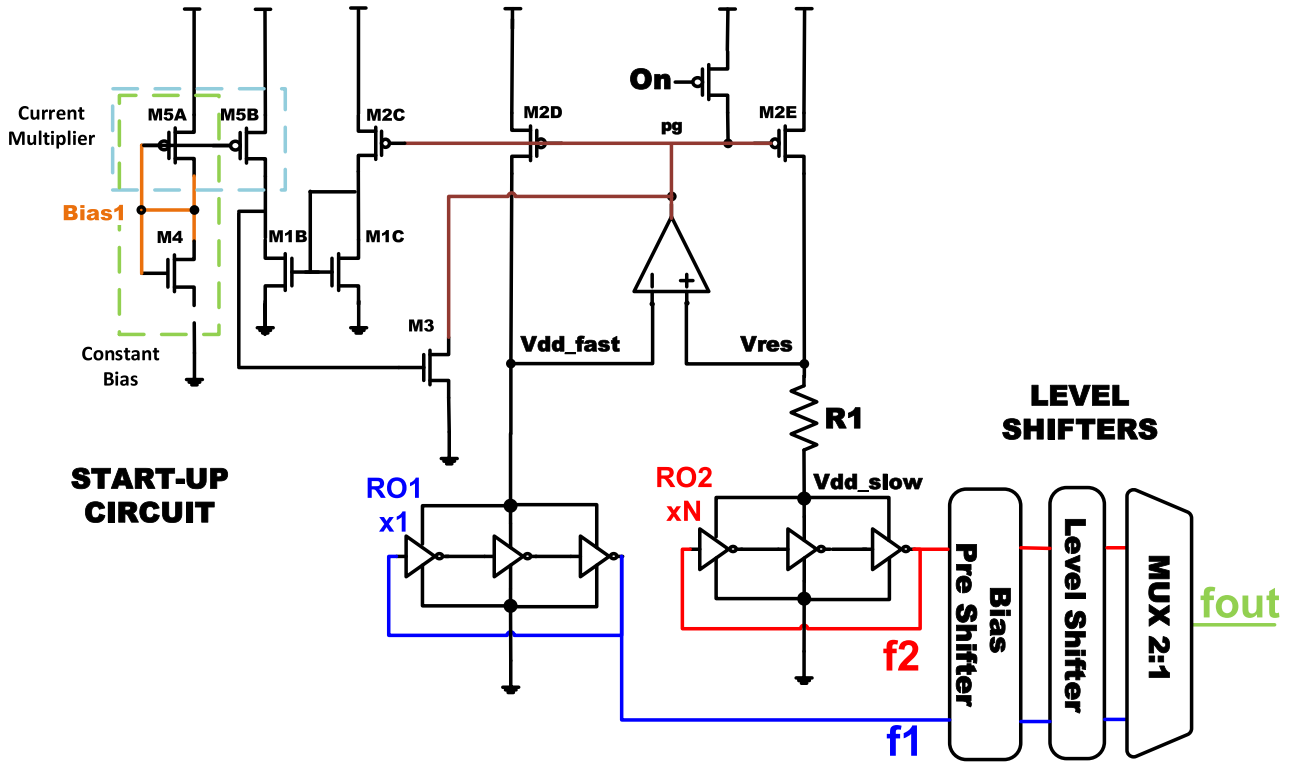 On
M5A
M5B
M2C
M2D
M2E
Current
Multiplier
pg
Bias1
M4
M1B
M1C
| +
M3
Vdd_fast
Vres
Constant
Bias
R1
LEVEL
SHIFTERS
START-UP
CIRCUIT
RO1
x1
RO2
xN
Vdd_slow
Bias
Pre Shifter
Level Shifter
MUX 2:1
fout
f2
f1